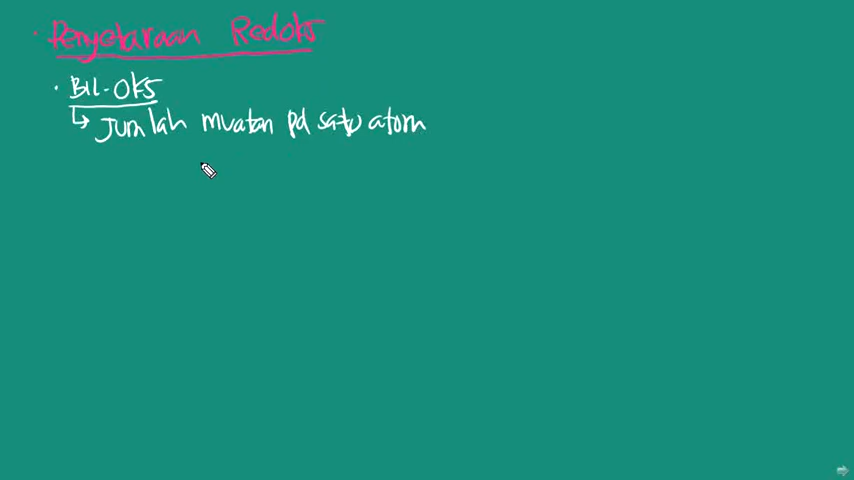 · Penyetaraan Redoks
· Bil-Oks
↳ Jumlah muatan pd satu atom